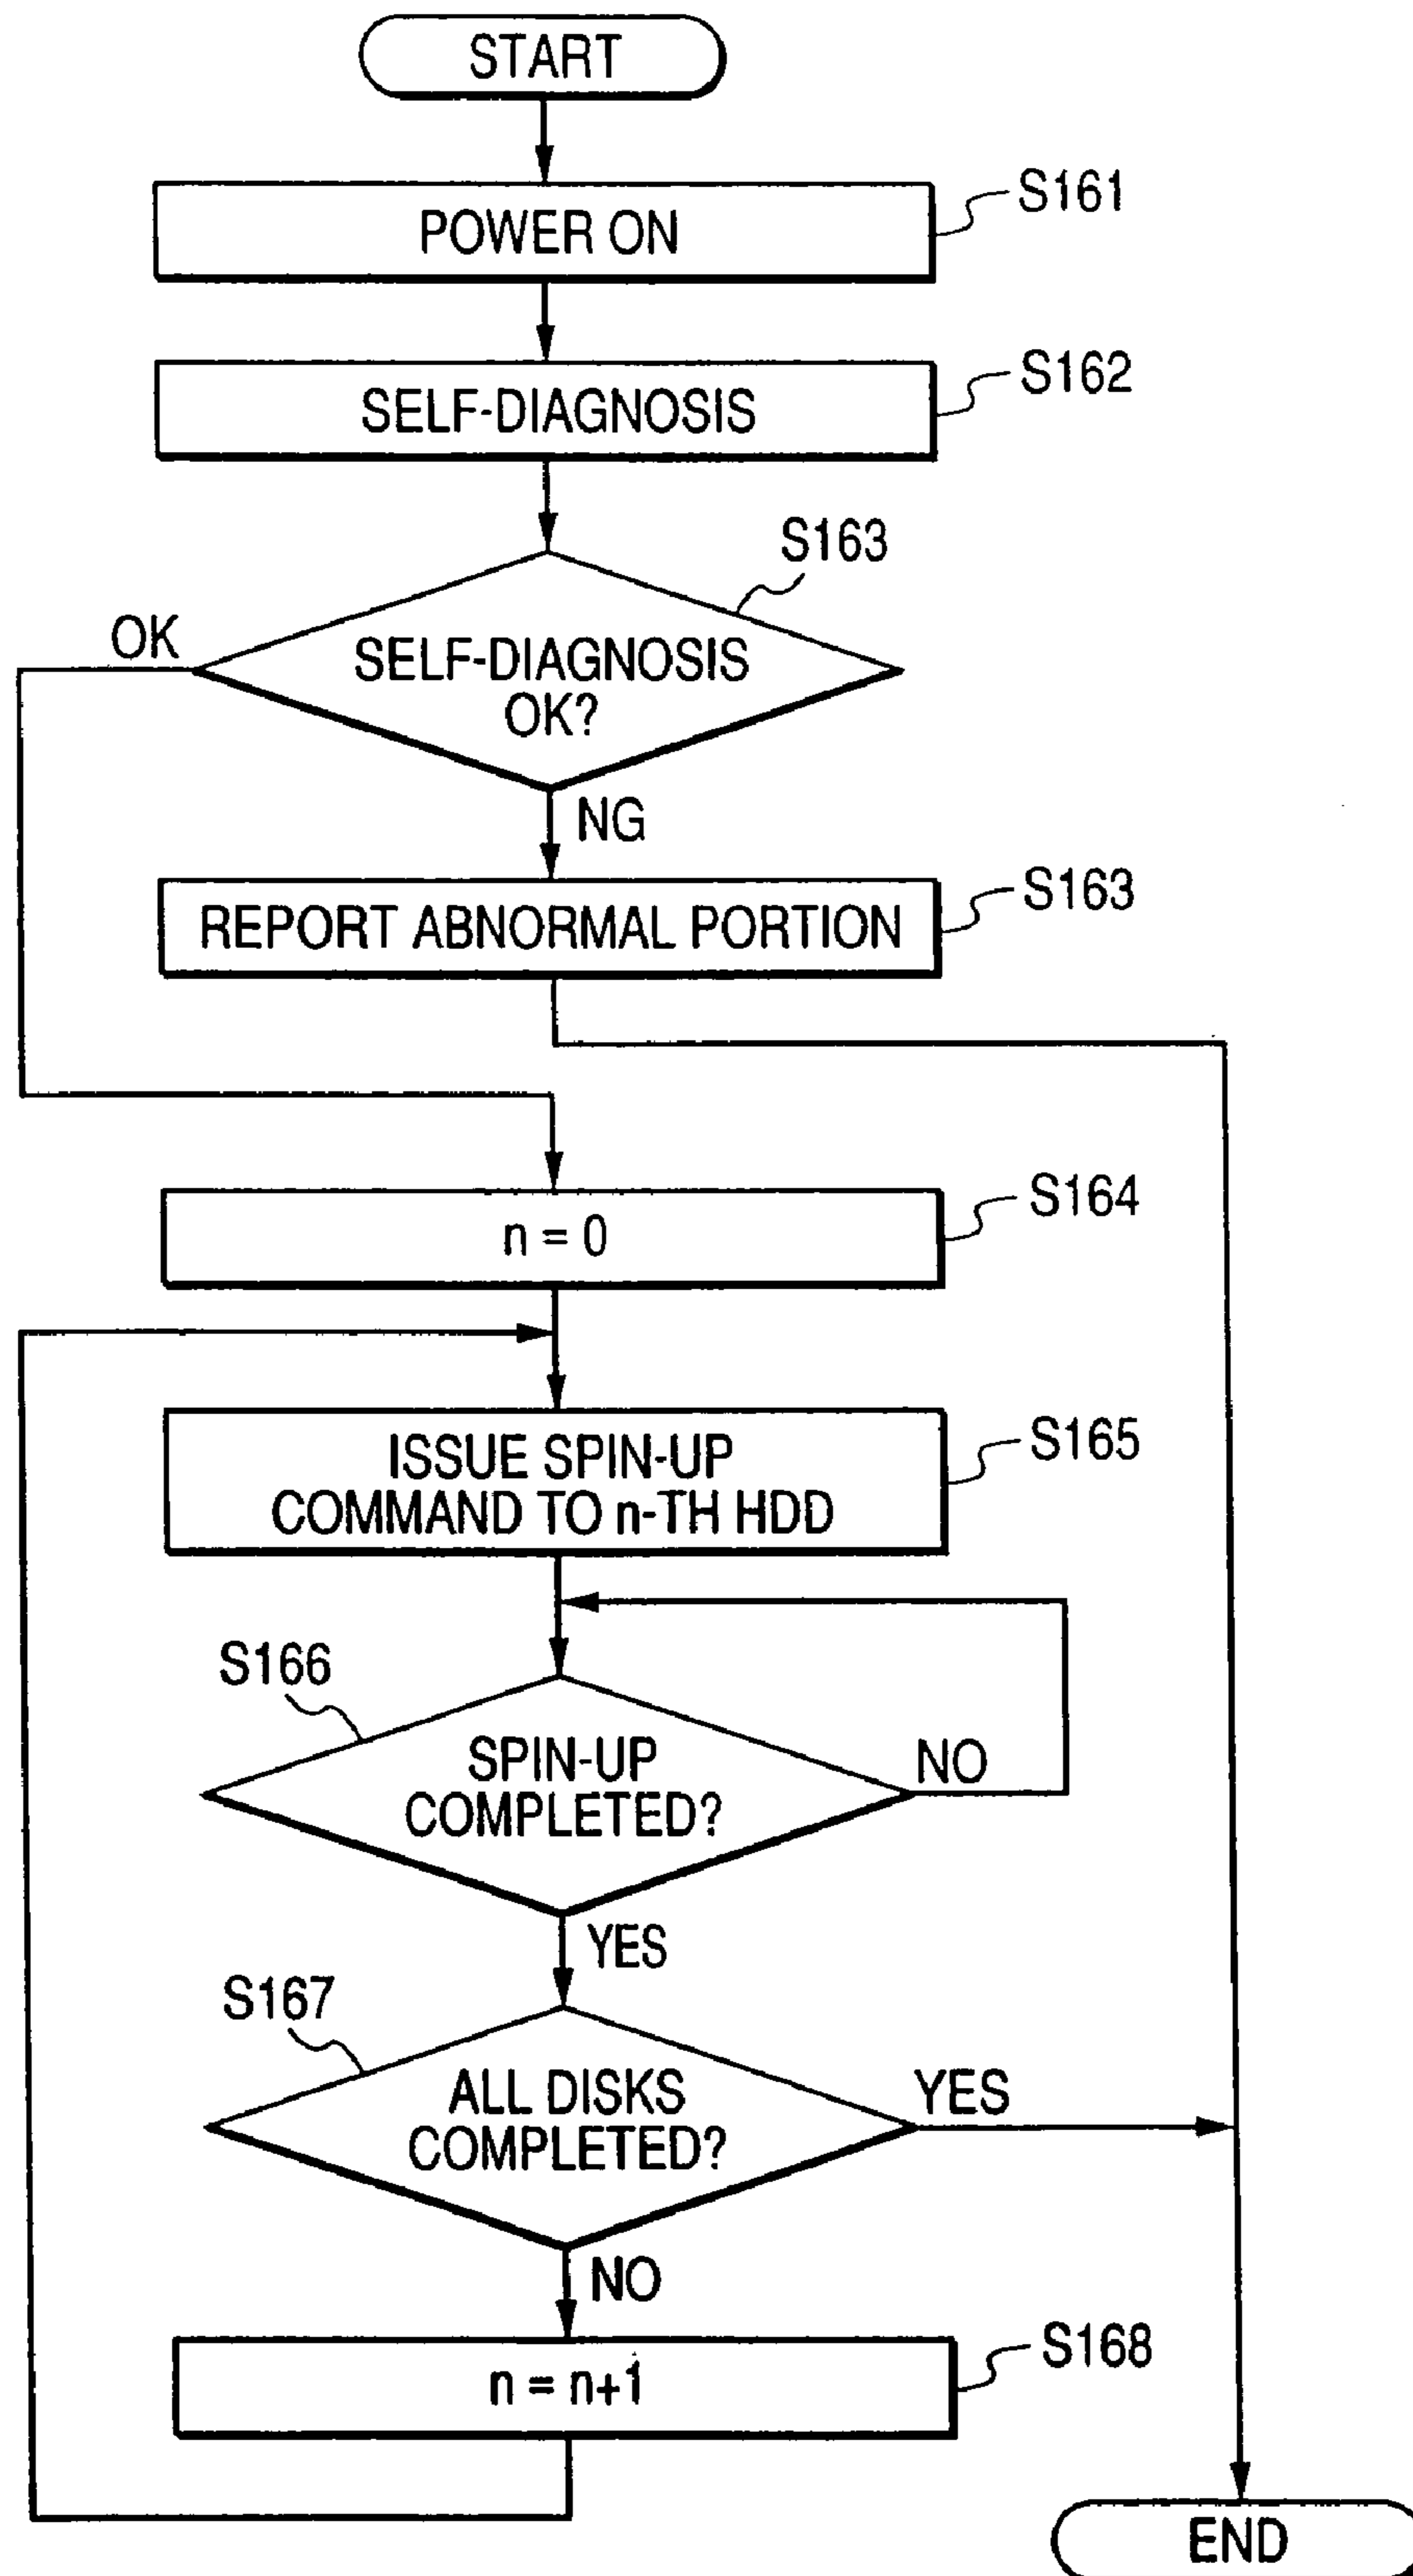 START
POWER ON
S161
SELF-DIAGNOSIS
S162
S163
OK
SELF-DIAGNOSIS
OK?
NG
REPORT ABNORMAL PORTION
S163
n = 0
S164
ISSUE SPIN-UP
COMMAND TO n-TH HDD
S165
S166
SPIN-UP
COMPLETED?
NO
YES
S167
ALL DISKS
COMPLETED?
YES
NO
n = n+1
S168
END